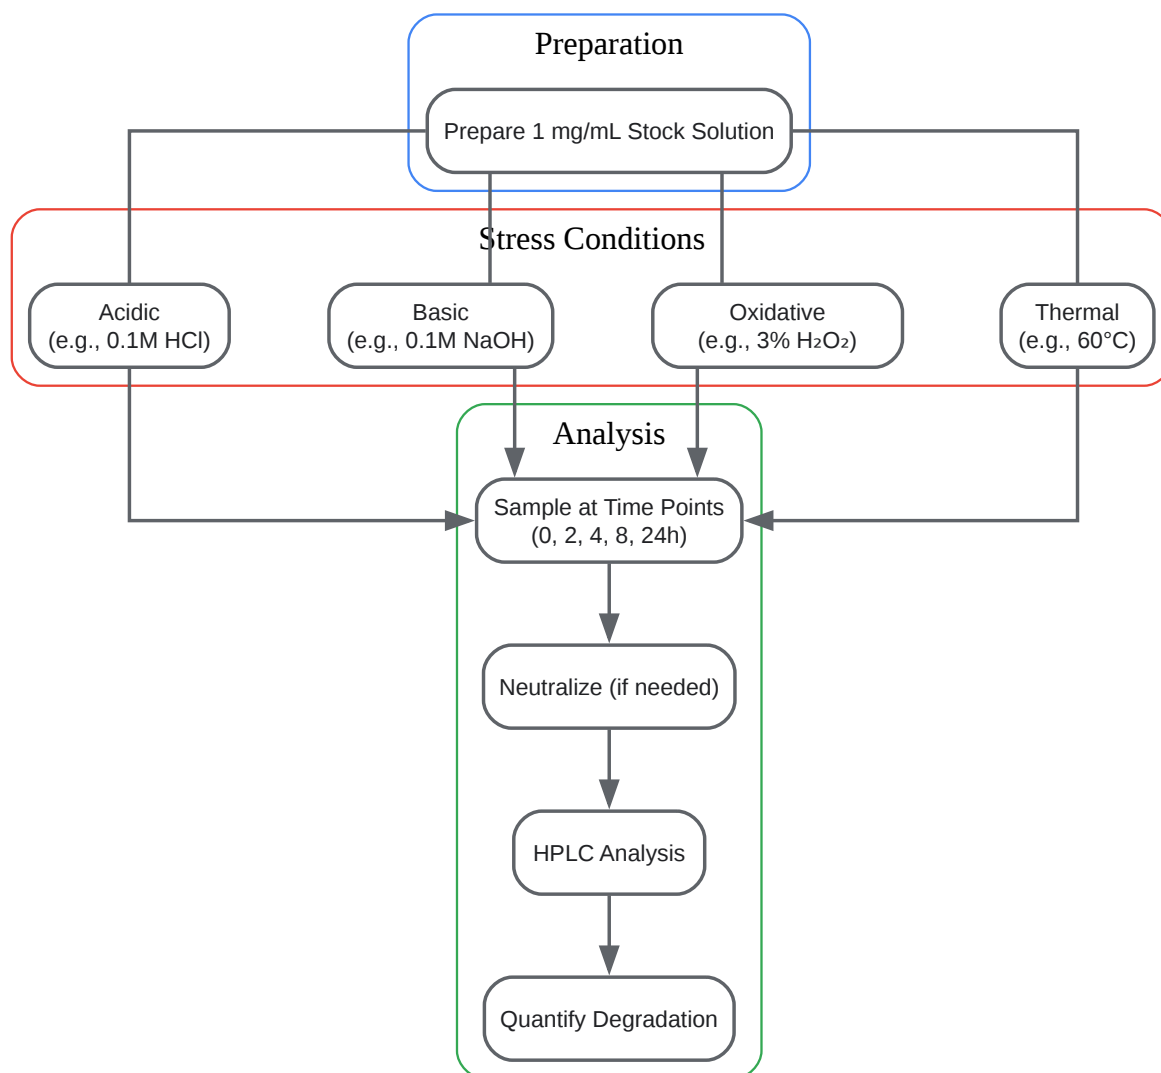 Preparation
Prepare 1 mg/mL Stock Solution
Stress Conditions
Acidic
(e.g., 0.1M HCl)
Basic
(e.g., 0.1M NaOH)
Oxidative
(e.g., 3% H₂O₂)
Thermal
(e.g., 60°C)
Analysis
Sample at Time Points
(0, 2, 4, 8, 24h)
Neutralize (if needed)
HPLC Analysis
Quantify Degradation